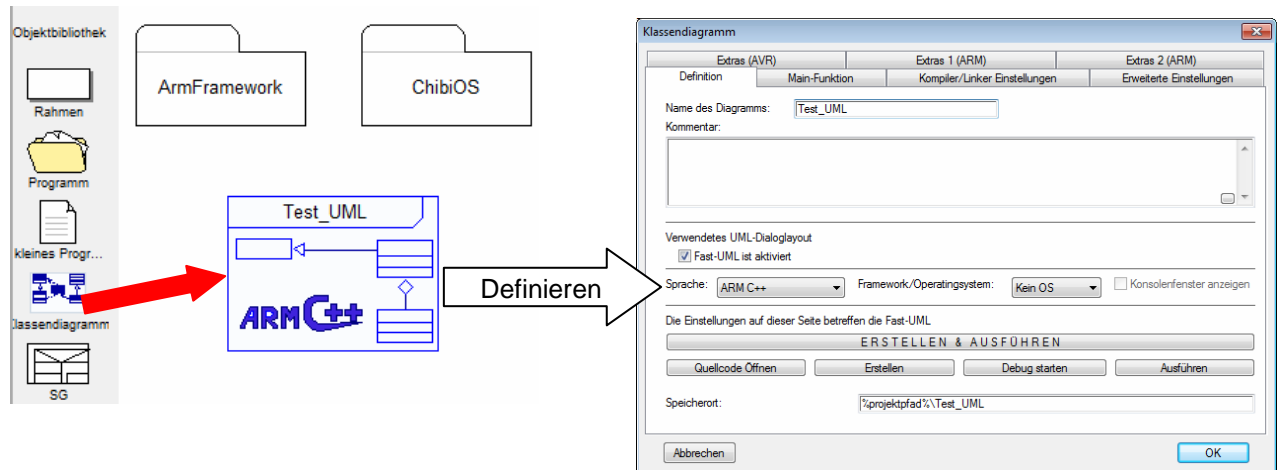 Objektbibliothek
Rahmen
Programm
kleines Progr...
Klassendiagramm
SG
ArmFramework
ChibiOS
Test_UML
ARM C++
Definieren
Klassendiagramm
Extras (AVR) Extras 1 (ARM) Extras 2 (ARM)
Definition Main-Funktion Kompiler/Linker Einstellungen Erweiterte Einstellungen
Name des Diagramms: Test_UML
Kommentar:
Verwendetes UML-Dialoglayout
Fast-UML ist aktiviert
Sprache: ARM C++ Framework/Operatingsystem: Kein OS Konsolenfenster anzeigen
Die Einstellungen auf dieser Seite betreffen die Fast-UML
ERSTELLEN & AUSFÜHREN
Quellcode Öffnen Erstellen Debug starten Ausführen
Speicherort: %projektpfad%\Test_UML
Abbrechen OK